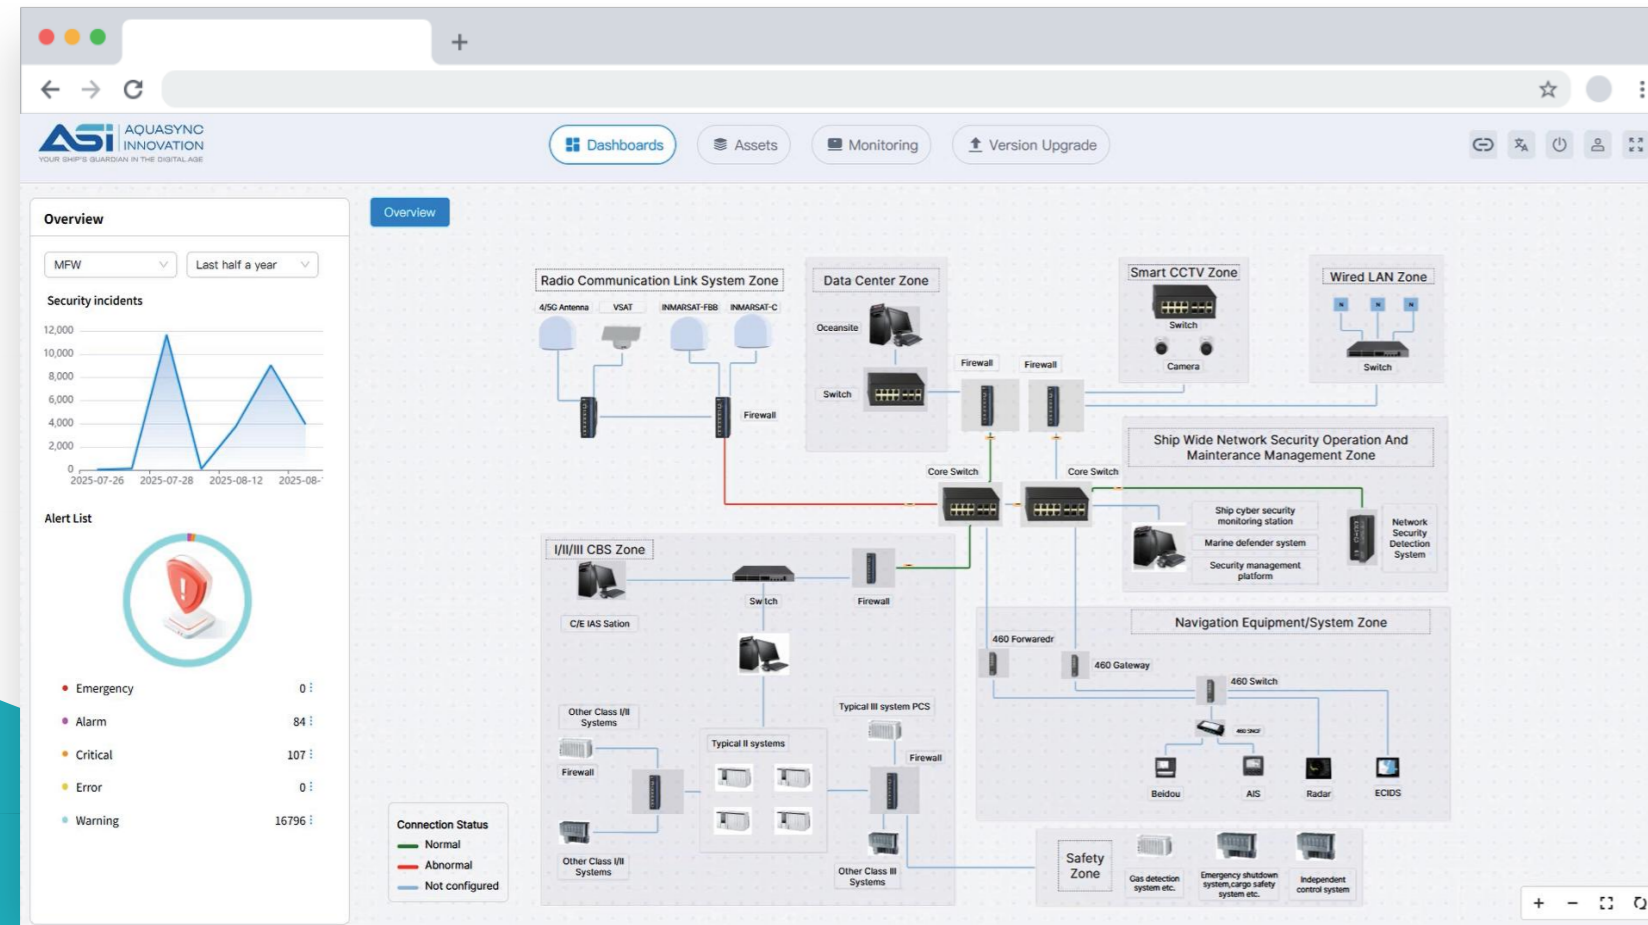 ASi AQUASYNC
INNOVATION
YOUR SHIP'S GUARDIAN IN THE DIGITAL AGE
Dashboards
Assets
Monitoring
Version Upgrade
Overview
MFW
Last half a year
Security incidents
12,000
10,000
8,000
6,000
4,000
2,000
0
2025-07-26 2025-07-28 2025-08-12 2025-08-
Alert List
Emergency 0
Alarm 84
Critical 107
Error 0
Warning 16796
Overview
Radio Communication Link System Zone
4/5G Antenna VSAT INMARSAT-FBB INMARSAT-C
Firewall
Data Center Zone
Oceansite
Switch
Firewall
Firewall
Smart CCTV Zone
Switch
Camera
Wired LAN Zone
N N N
Switch
Core Switch
Core Switch
Ship Wide Network Security Operation And
Mainterance Management Zone
Ship cyber security
monitoring station
Marine defender system
Security management
platform
Network
Security
Detection
System
I/II/III CBS Zone
C/E IAS Sation
Switch
Firewall
Other Class I/II
Systems
Firewall
Other Class I/II
Systems
Typical II systems
Typical III system PCS
Firewall
Other Class III
Systems
Navigation Equipment/System Zone
460 Forwaredr
460 Gateway
460 Switch
460 SNGF
Beidou
AIS
Radar
ECIDS
Safety
Zone
Gas detection
system etc.
Emergency shutdown
system,cargo safety
system etc.
Independent
control system
Connection Status
Normal
Abnormal
Not configured